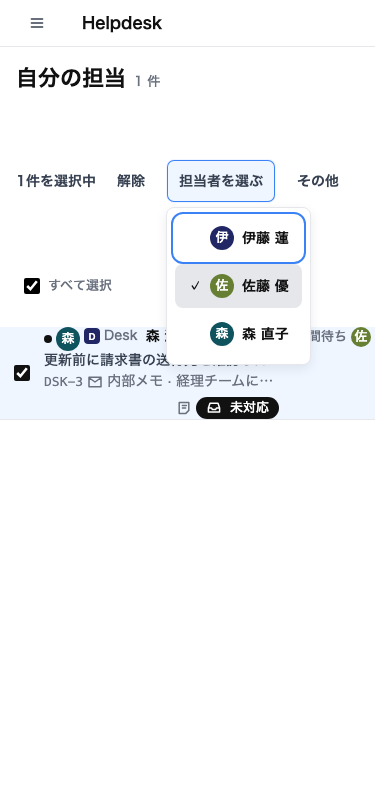 Helpdesk
自分の担当 1 件
1件を選択中 解除 担当者を選ぶ その他
伊 伊藤 蓮
✓ 佐 佐藤 優
森 森 直子
すべて選択
森 D Desk 森 間待ち 佐
更新前に請求書の送
DSK-3 内部メモ · 経理チームに…
未対応